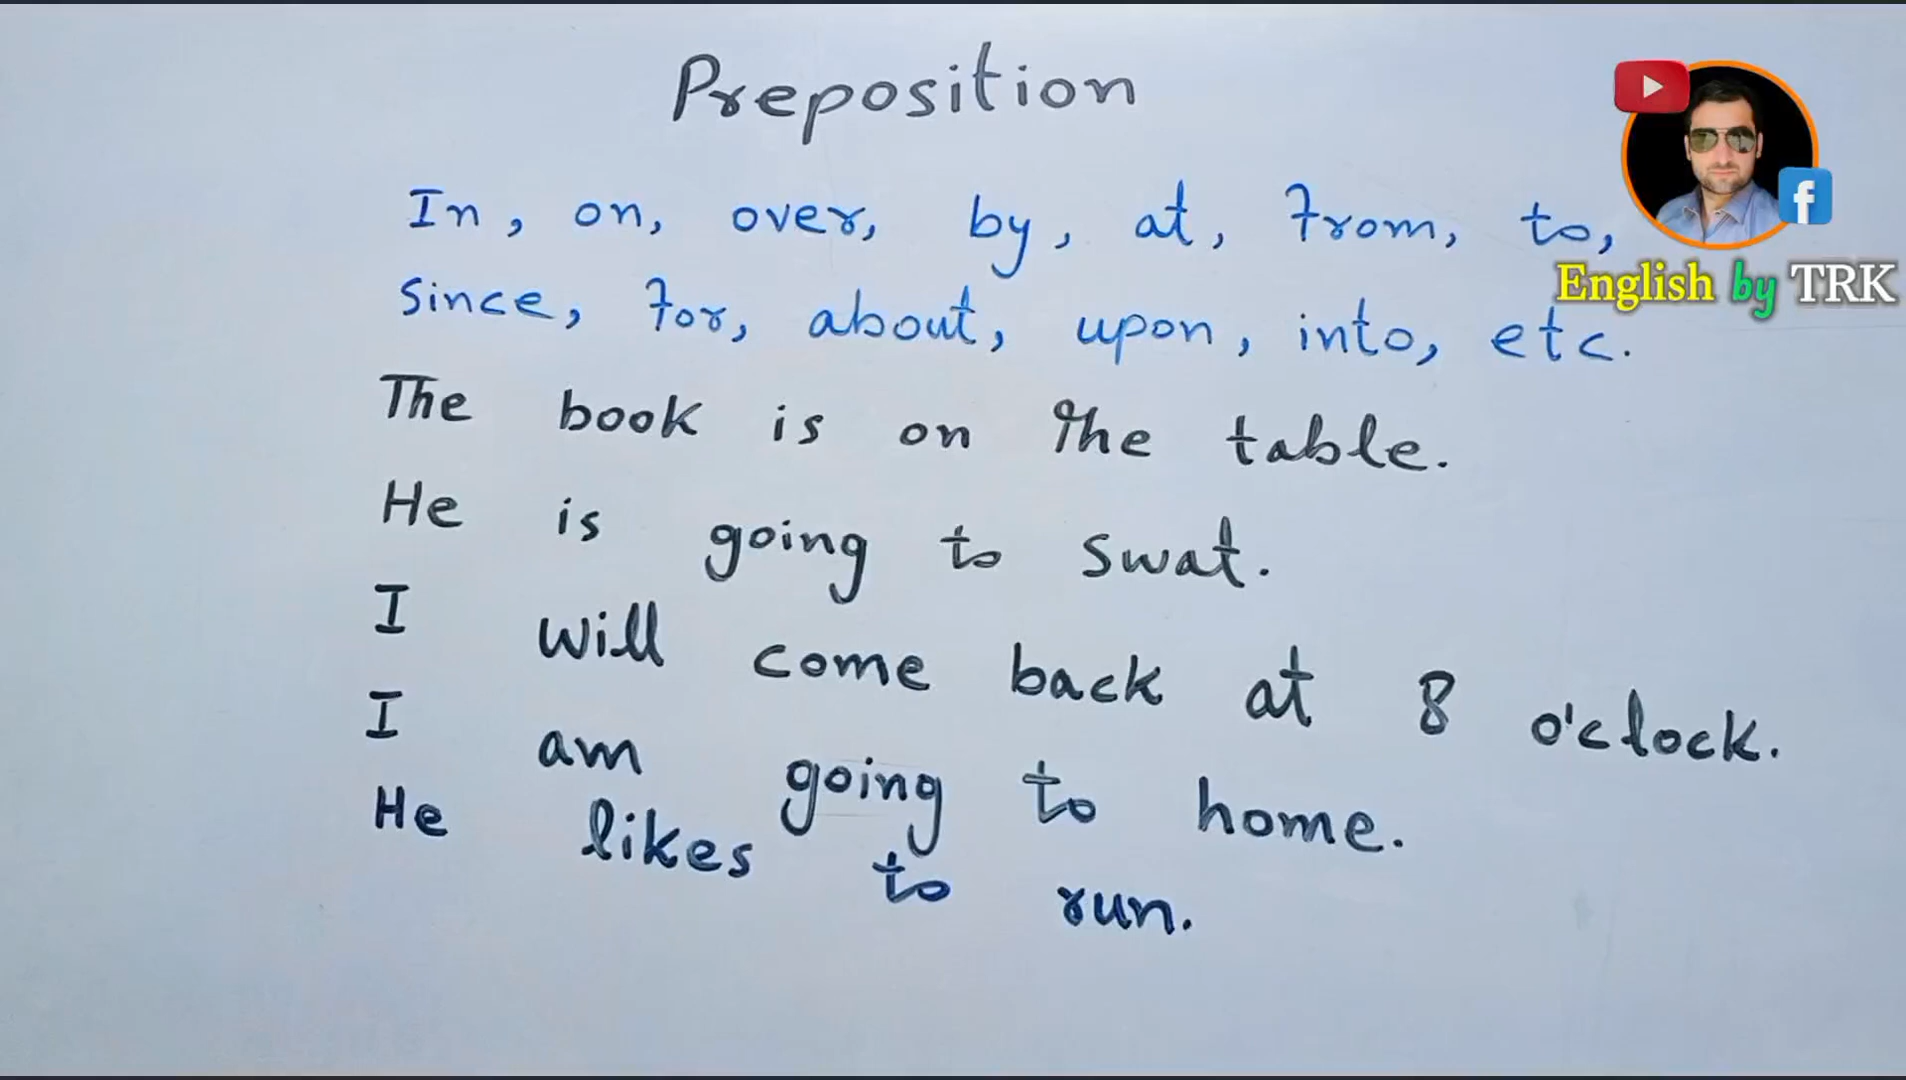 Preposition
In, on, over, by, at, From, to,
since, For, about, upon, into, etc.
The book is on the table.
He is going to swat.
I will come back at 8 o'clock.
I am going to home.
He likes to run.
f
English by TRK